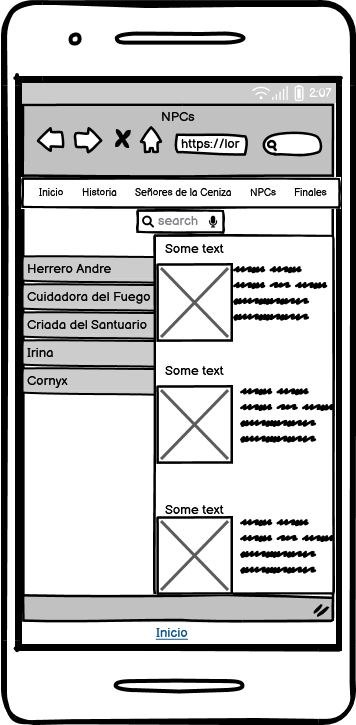 2:07
NPCs
https://lor
Inicio Historia Señores de la Ceniza NPCs Finales
search
Some text
Herrero Andre
Cuidadora del Fuego
Criada del Santuario
Irina
Cornyx
Some text
Some text
Inicio